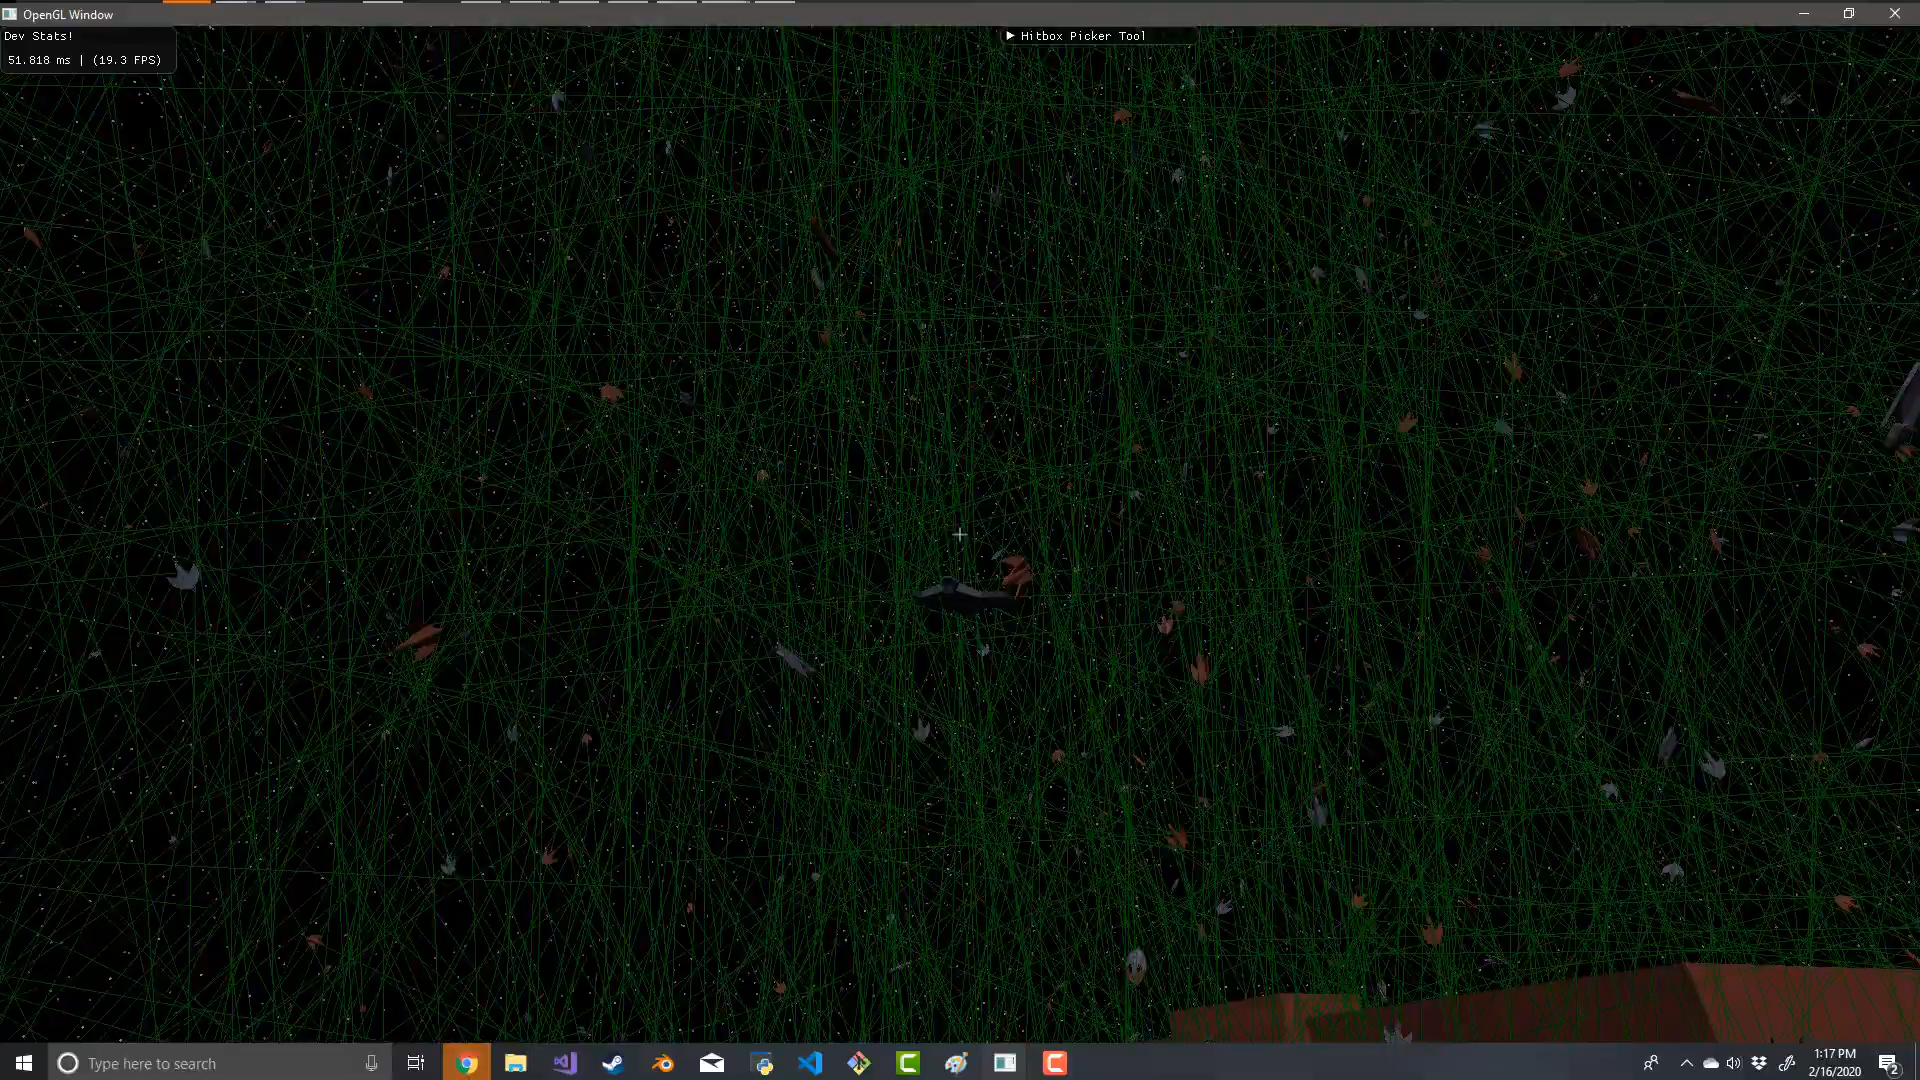 OpenGL Window
Dev Stats!
51.818 ms | (19.3 FPS)
Hitbox Picker Tool
Type here to search
1:17 PM
2/16/2020
2